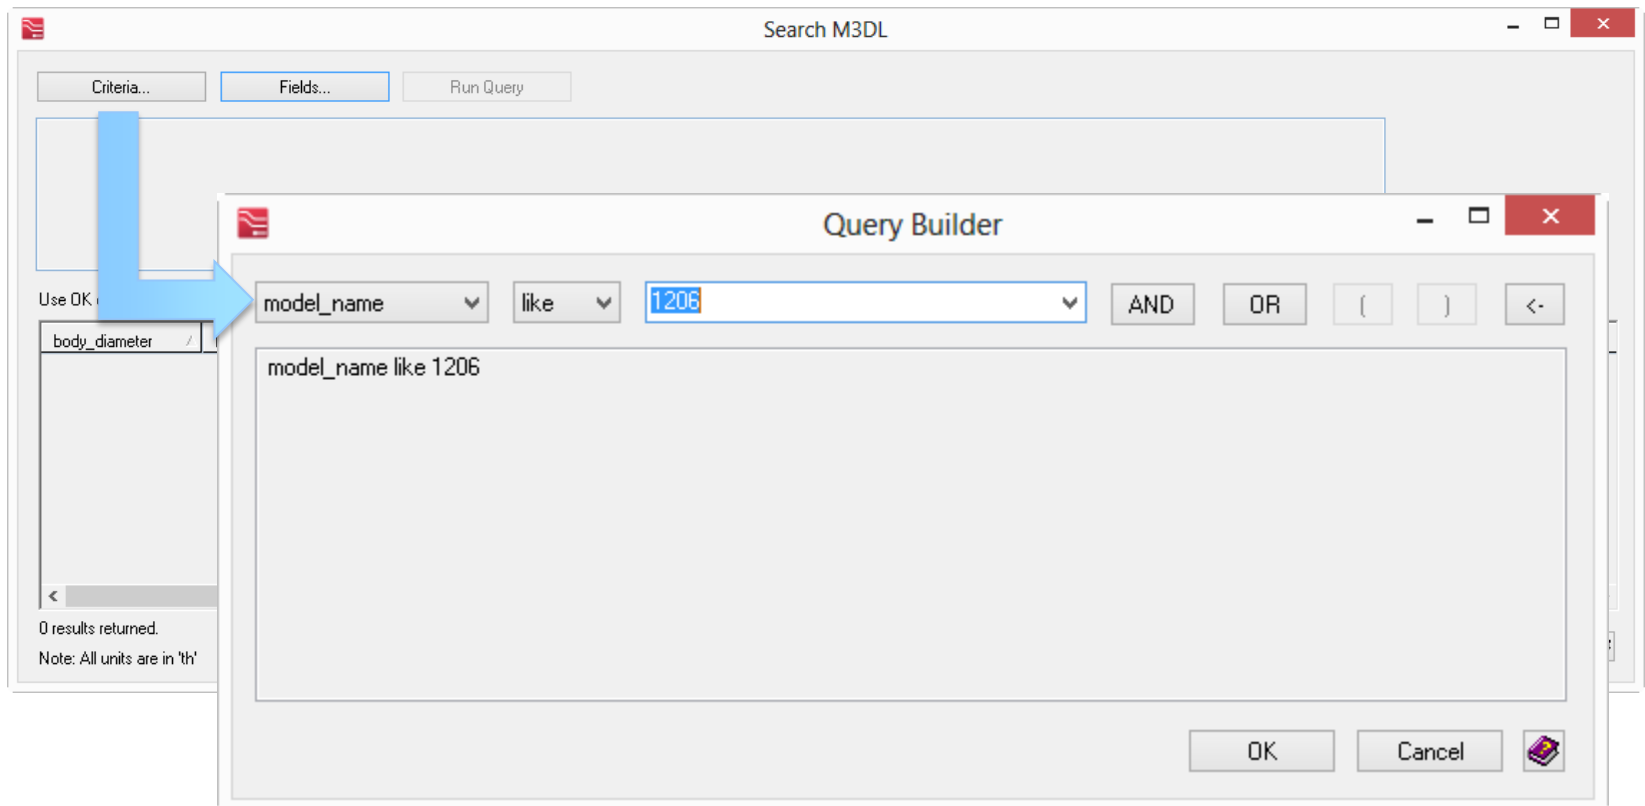 Search M3DL
Criteria... Fields... Run Query
Query Builder
Use OK
model_name like 1206 AND OR ( ) <-
body_diameter
model_name like 1206
0 results returned.
Note: All units are in 'th'
OK Cancel